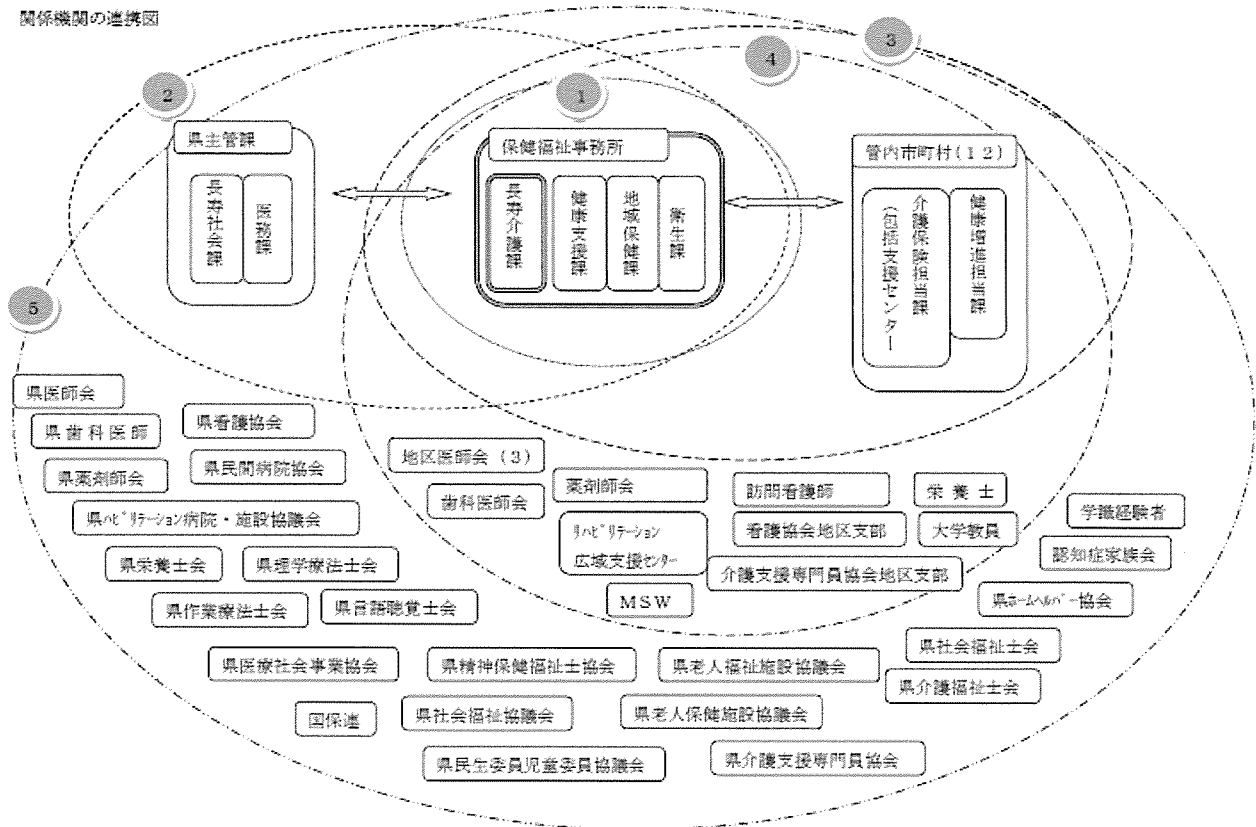 関係機関の連携図
3
4
2
1
県主管課
保健福祉事務所
管内市町村(12)
長寿社会課
医務課
長寿介護課
健康支援課
地域保健課
衛生課
介護保険担当課
(包括支援センター
健康増進担当課
5
県医師会
県歯科医師
県看護協会
県薬剤師会
県民間病院協会
県ﾊﾋﾞﾘﾃｰｼｮﾝ病院・施設協議会
県栄養士会
県理学療法士会
県作業療法士会
県言語聴覚士会
地区医師会(3)
歯科医師会
薬剤師会
訪問看護師
栄養士
ﾘﾊﾋﾞﾘﾃｰｼｮﾝ
広域支援ｾﾝﾀｰ
看護協会地区支部
大学教員
介護支援専門員協会地区支部
MSW
学識経験者
認知症家族会
県ﾎｰﾑﾍﾙﾊﾟｰ協会
県社会福祉士会
県介護福祉士会
県医療社会事業協会
県精神保健福祉士協会
県老人福祉施設協議会
国保連
県社会福祉協議会
県老人保健施設協議会
県民生委員児童委員協議会
県介護支援専門員協会